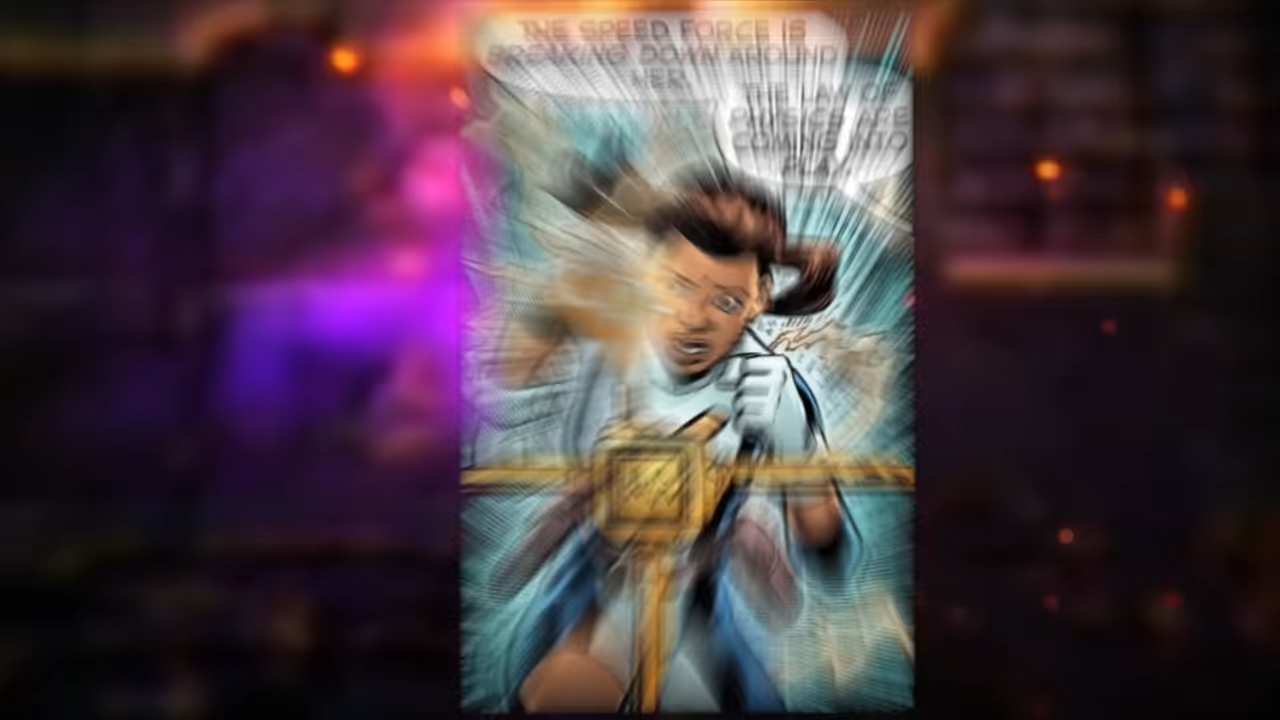 THE SPEED FORCE IS
BREAKING DOWN AROUND
HER
THE LAW OF
PHYSICS ARE
COMING INTO